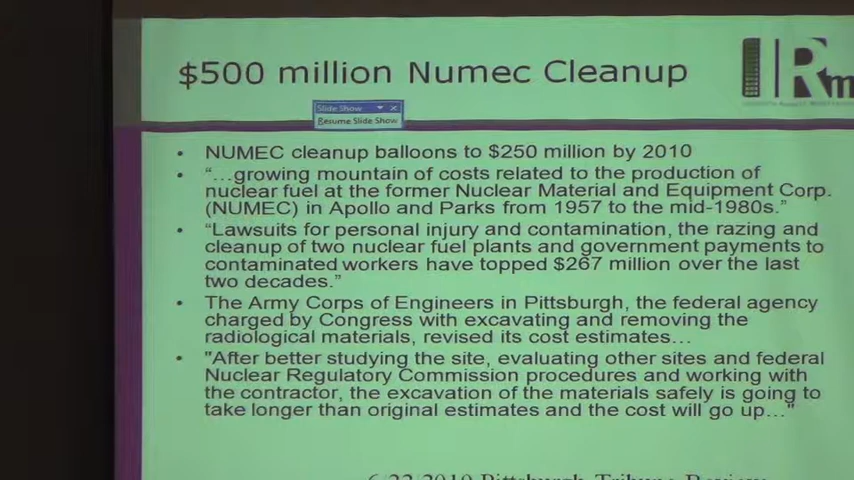 $500 million Numec Cleanup
IRm
Slide Show
Resume Slide Show
• NUMEC cleanup balloons to $250 million by 2010
• “…growing mountain of costs related to the production of
nuclear fuel at the former Nuclear Material and Equipment Corp.
(NUMEC) in Apollo and Parks from 1957 to the mid-1980s.”
• “Lawsuits for personal injury and contamination, the razing and
cleanup of two nuclear fuel plants and government payments to
contaminated workers have topped $267 million over the last
two decades.”
• The Army Corps of Engineers in Pittsburgh, the federal agency
charged by Congress with excavating and removing the
radiological materials, revised its cost estimates…
• "After better studying the site, evaluating other sites and federal
Nuclear Regulatory Commission procedures and working with
the contractor, the excavation of the materials safely is going to
take longer than original estimates and the cost will go up…"
Pittsburgh Tribune Review